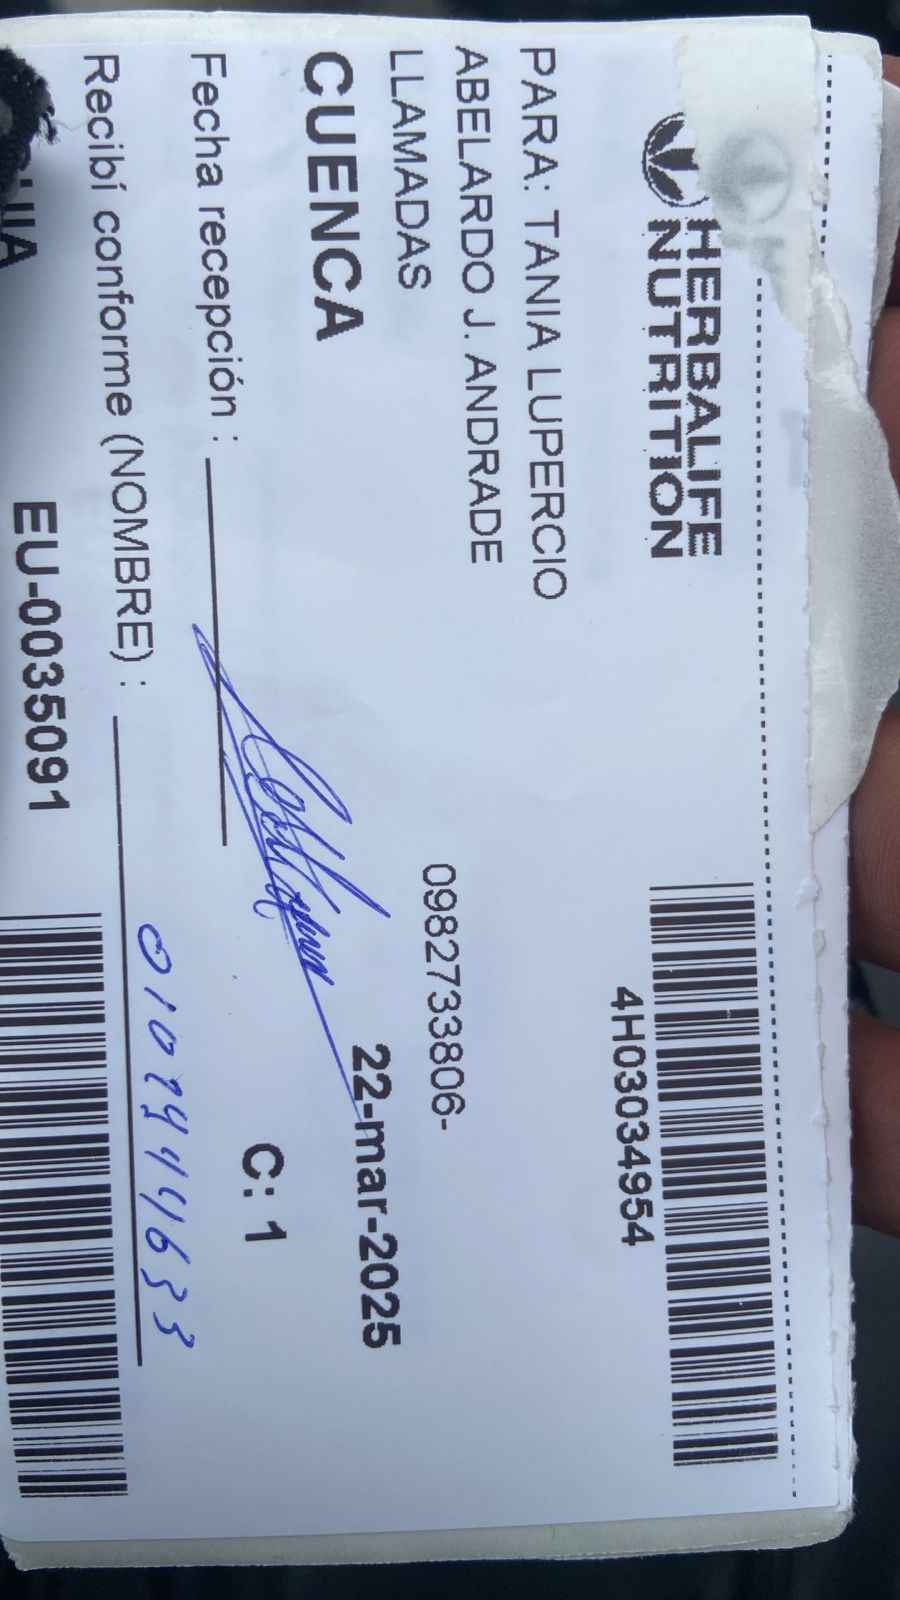 HERBALIFE
NUTRITION
4H03034954
PARA: TANIA LUPERCIO
ABELARDO J. ANDRADE
0982733806-
LLAMADAS
CUENCA
22-mar-2025
Fecha recepción :
C: 1
Recibí conforme (NOMBRE) :
0102444633
EU-0035091